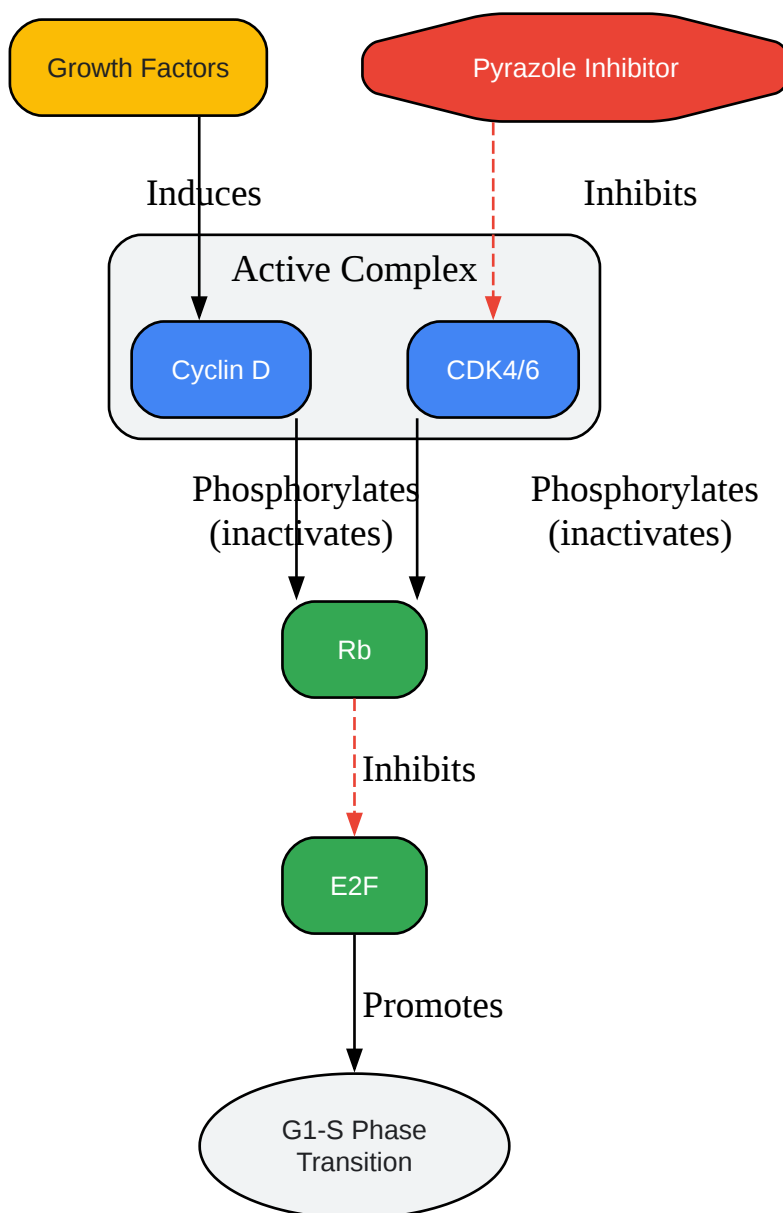 Growth Factors
Pyrazole Inhibitor
Induces
Inhibits
Active Complex
Cyclin D
CDK4/6
Phosphorylates
(inactivates)
Phosphorylates
(inactivates)
Rb
Inhibits
E2F
Promotes
G1-S Phase
Transition